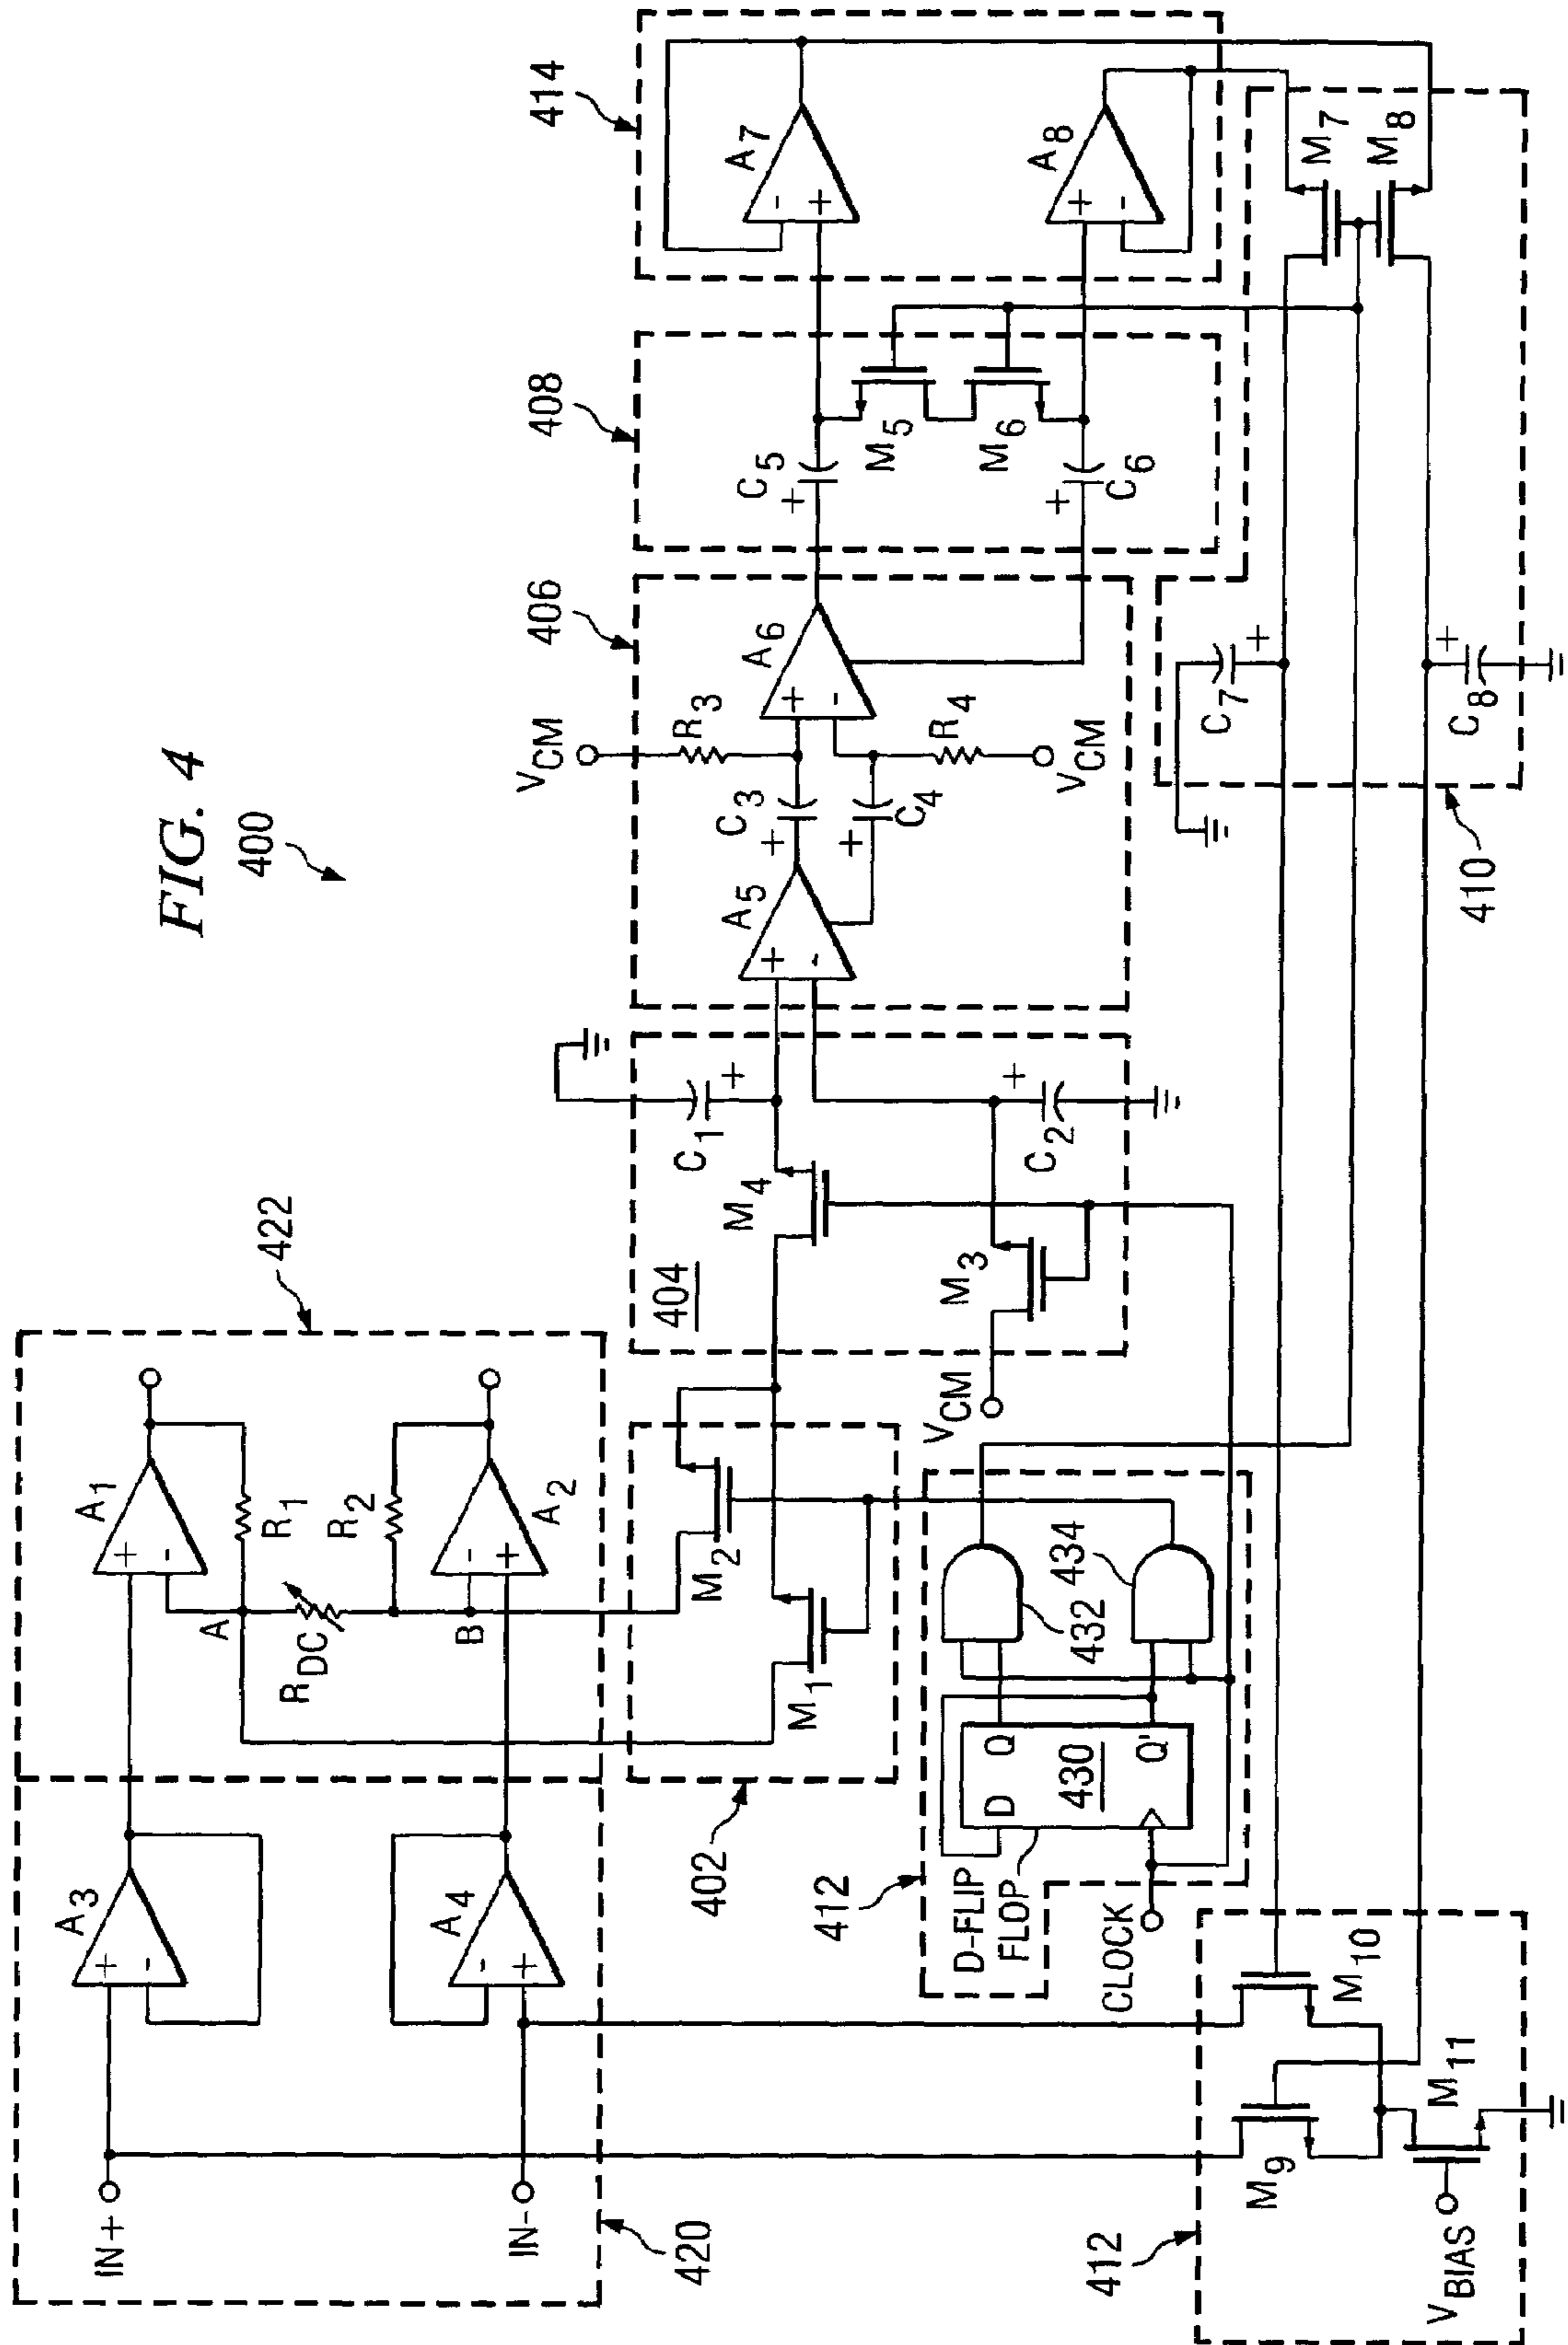 FIG. 4
400
414
A7
-
+
A8
+
-
408
C5
+
M5
M6
+
C6
M7
M8
406
A6
+
-
VCM
R3
R4
VCM
C3
+
+
C4
A5
+
-
C7
+
+
C8
410
404
C1
+
+
C2
M4
M3
VCM
422
A1
+
-
R1
R2
A2
-
+
A
RDC
B
402
M2
M1
412
432
434
D
Q
430
Q'
D-FLIP
FLOP
CLOCK
A3
+
-
A4
-
+
IN+
IN-
420
412
M10
M9
M11
VBIAS